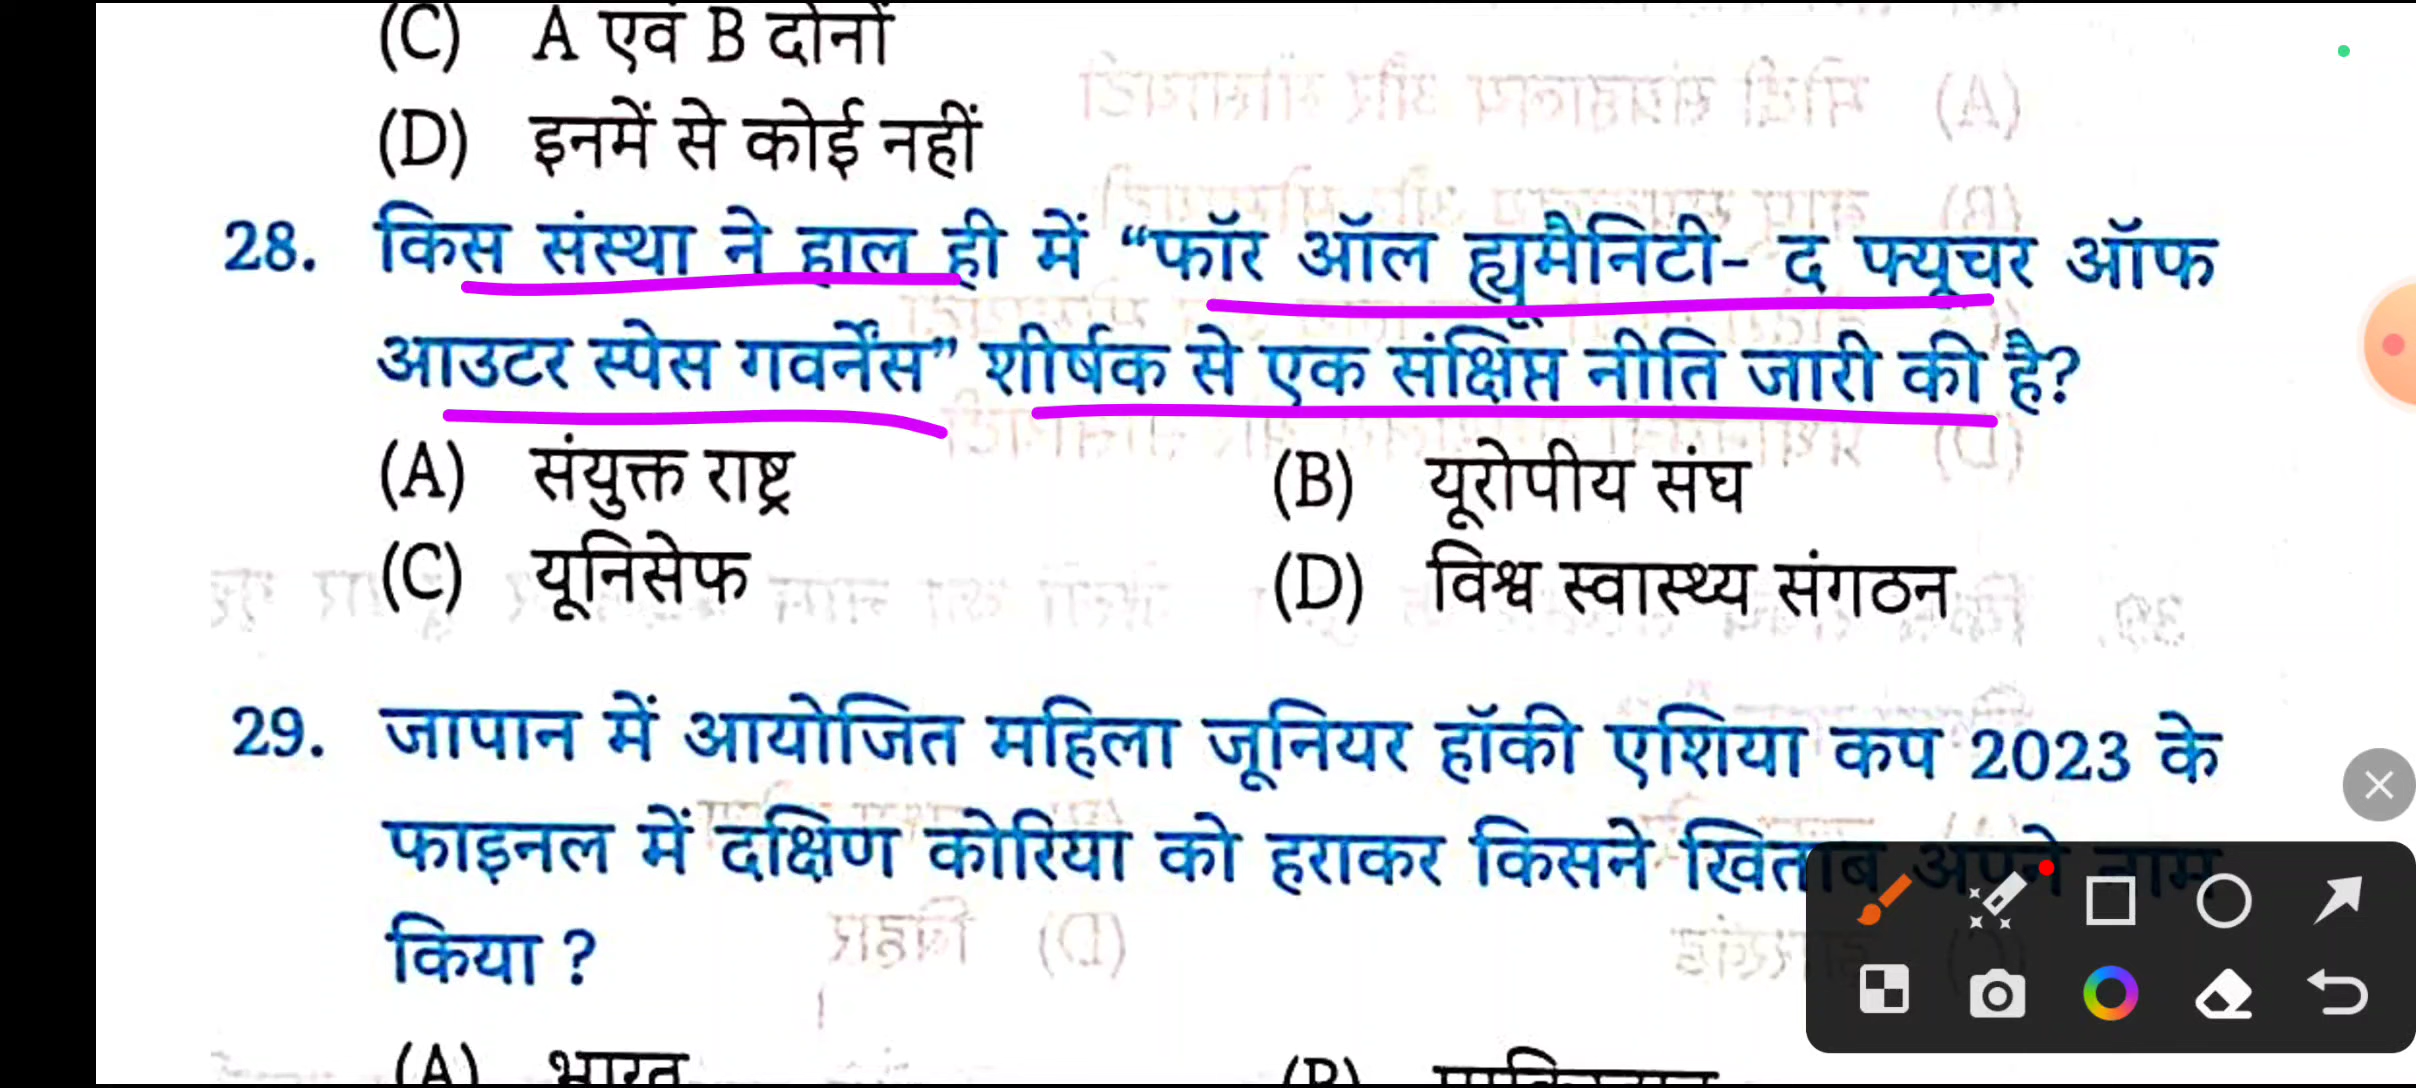 (C) A एवं B दोनों
(D) इनमें से कोई नहीं
28. किस संस्था ने हाल ही में “फॉर ऑल ह्यूमैनिटी- द फ्यूचर ऑफ
आउटर स्पेस गवर्नेंस” शीर्षक से एक संक्षिप्त नीति जारी की है?
(A) संयुक्त राष्ट्र (B) यूरोपीय संघ
(C) यूनिसेफ (D) विश्व स्वास्थ्य संगठन
29. जापान में आयोजित महिला जूनियर हॉकी एशिया कप 2023 के
फाइनल में दक्षिण कोरिया को हराकर किसने खिताब अपने नाम
किया ?
(A) भारत (B)